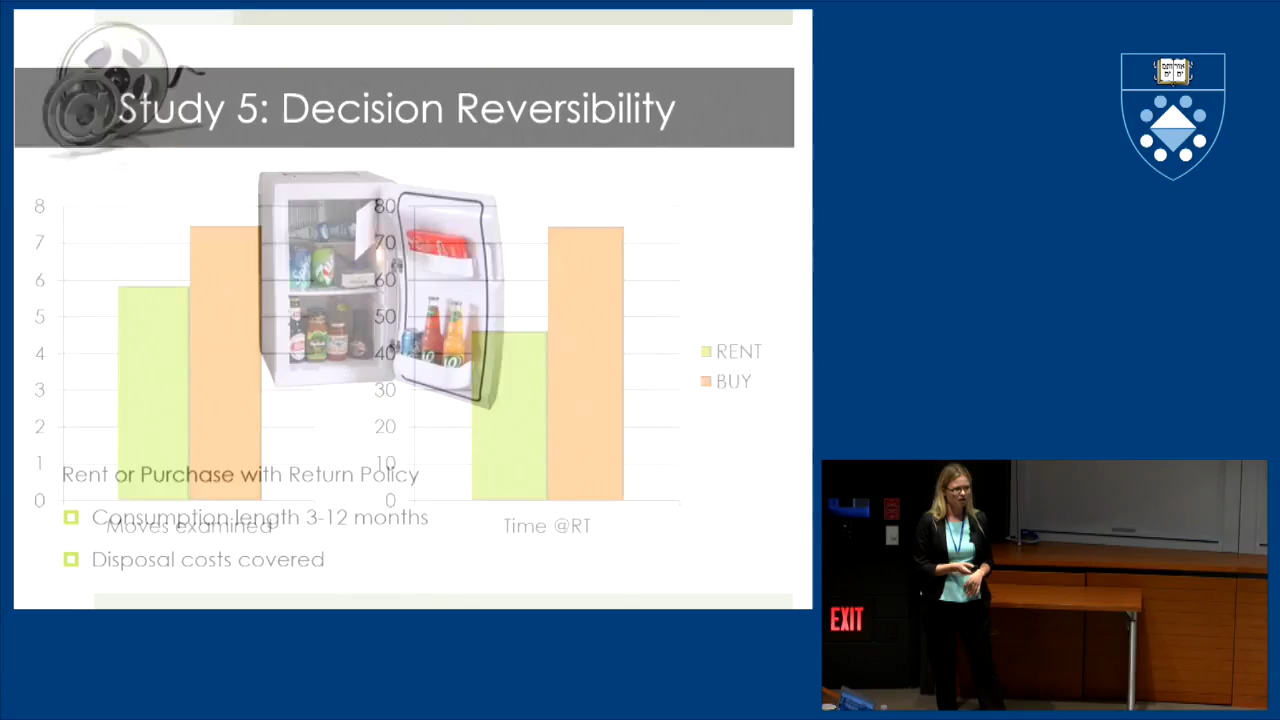 Study 5: Decision Reversibility
8
7
6
5
4
3
2
1
0
Moves examined
80
70
60
50
40
30
20
10
0
Time @RT
RENT
BUY
Rent or Purchase with Return Policy
Consumption length 3-12 months
Disposal costs covered
EXIT